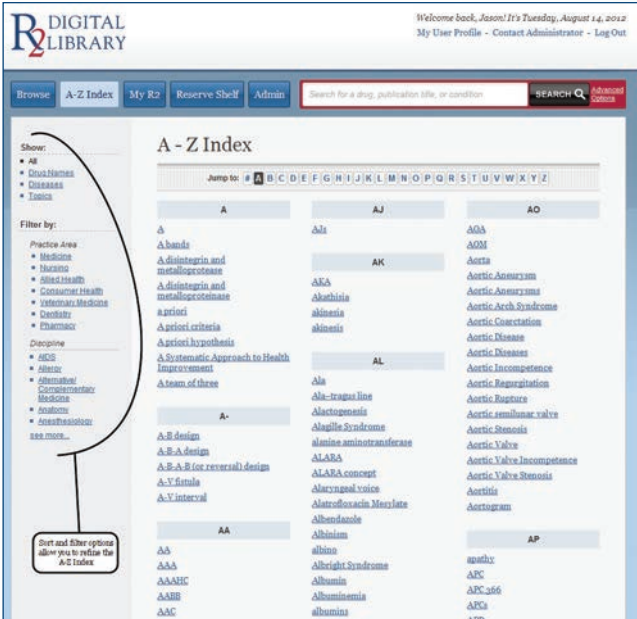 R2 DIGITAL LIBRARY
Welcome back, Jason! It's Tuesday, August 14, 2012
My User Profile - Contact Administrator - Log Out
Browse A-Z Index My R2 Reserve Shelf Admin Search for a drug, publication title, or condition SEARCH Advanced Options
Show:
All
Drug Names
Diseases
Topics
Filter by:
Practice Area
Medicine
Nursing
Allied Health
Consumer Health
Veterinary Medicine
Dentistry
Pharmacy
Discipline
AIDS
Allergy
Alternative/
Complementary
Medicine
Anatomy
Anesthesiology
see more...
Sort and filter options
allow you to refine the
A-Z Index
A - Z Index
Jump to: # A B C D E F G H I J K L M N O P Q R S T U V W X Y Z
A
A
A bands
A disintegrin and
metalloprotease
A disintegrin and
metalloproteinase
a priori
A priori criteria
A priori hypothesis
A Systematic Approach to Health
Improvement
A team of three
A-
A-B design
A-B-A design
A-B-A-B (or reversal) design
A-V fistula
A-V interval
AA
AA
AAA
AAAHC
AABB
AAC
AJ
AJs
AK
AKA
Akathisia
akinesia
akinesis
AL
Ala
Ala-tragus line
Alactogenesis
Alagille Syndrome
alanine aminotransferase
ALARA
ALARA concept
Alaryngeal voice
Alatrofloxacin Mesylate
Albendazole
Albinism
albino
Albright Syndrome
Albumin
Albuminemia
albumins
AO
AOA
AOM
Aorta
Aortic Aneurysm
Aortic Aneurysms
Aortic Arch Syndrome
Aortic Coarctation
Aortic Disease
Aortic Diseases
Aortic Incompetence
Aortic Regurgitation
Aortic Rupture
Aortic semilunar valve
Aortic Stenosis
Aortic Valve
Aortic Valve Incompetence
Aortic Valve Stenosis
Aortitis
Aortogram
AP
apathy
APC
APC 366
APCs